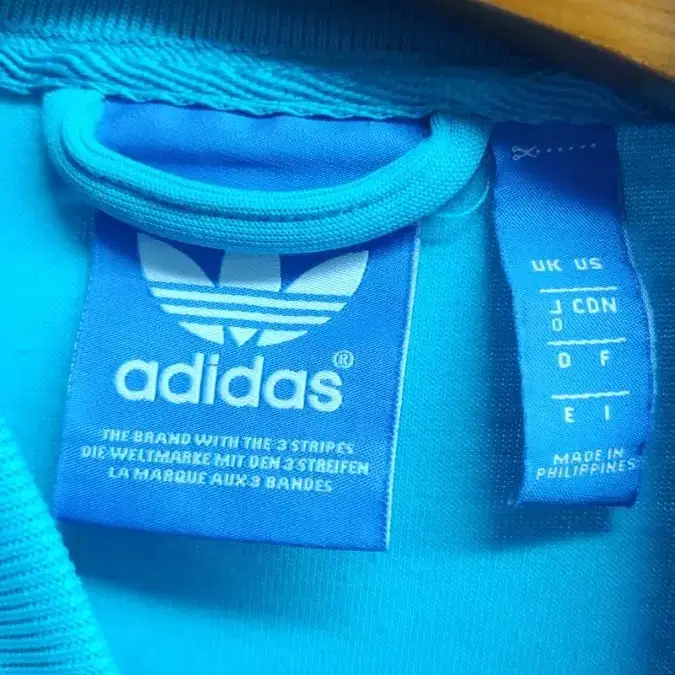 adidas®
THE BRAND WITH THE 3 STRIPES
DIE WELTMARKE MIT DEN 3 STREIFEN
LA MARQUE AUX 3 BANDES
UK US
J CDN
O
D F
E I
MADE IN
PHILIPPINES